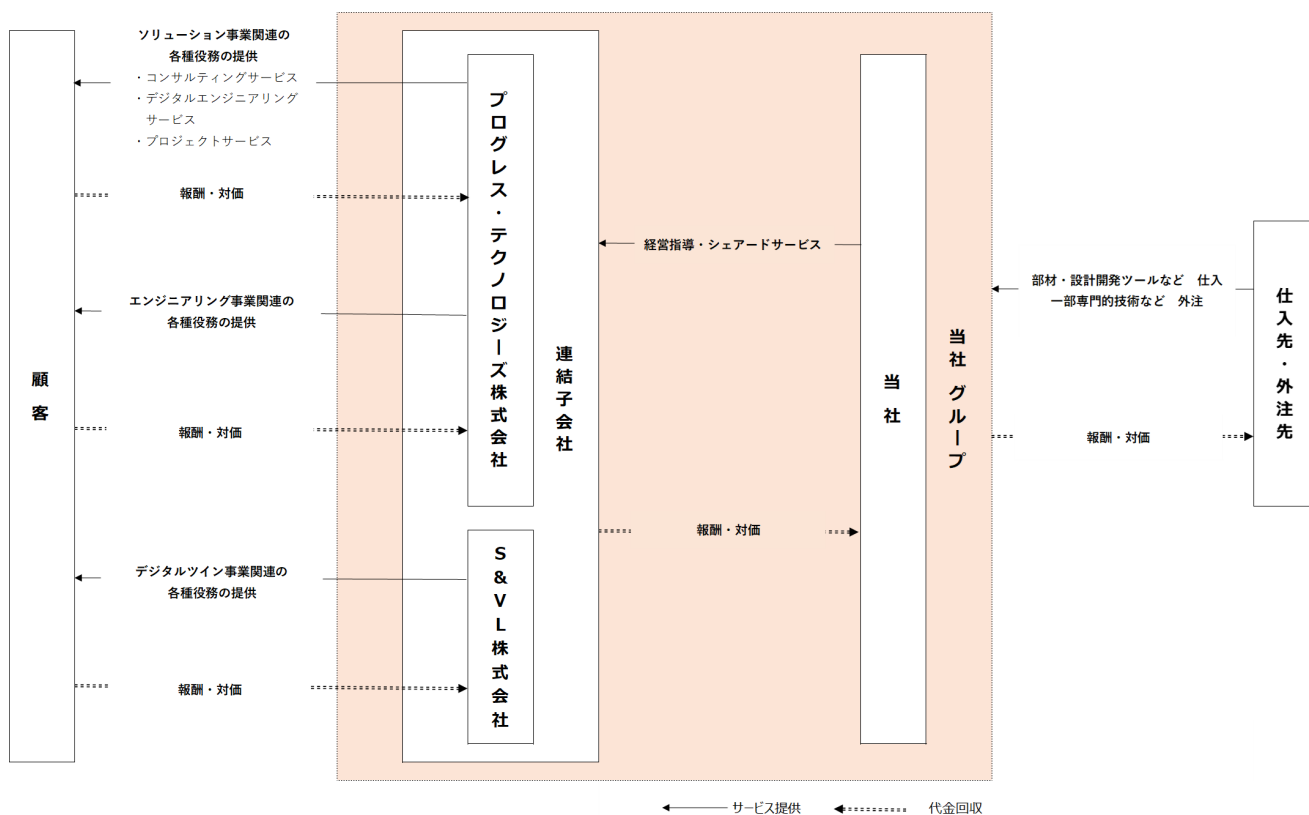 顧客
ソリューション事業関連の
各種役務の提供
・コンサルティングサービス
・デジタルエンジニアリング
サービス
・プロジェクトサービス
報酬・対価
エンジニアリング事業関連の
各種役務の提供
報酬・対価
デジタルツイン事業関連の
各種役務の提供
報酬・対価
プログレス・テクノロジーズ株式会社
S&VL株式会社
連結子会社
経営指導・シェアードサービス
報酬・対価
当社
当社グループ
部材・設計開発ツールなど　仕入
一部専門的技術など　外注
報酬・対価
仕入先・外注先
サービス提供
代金回収